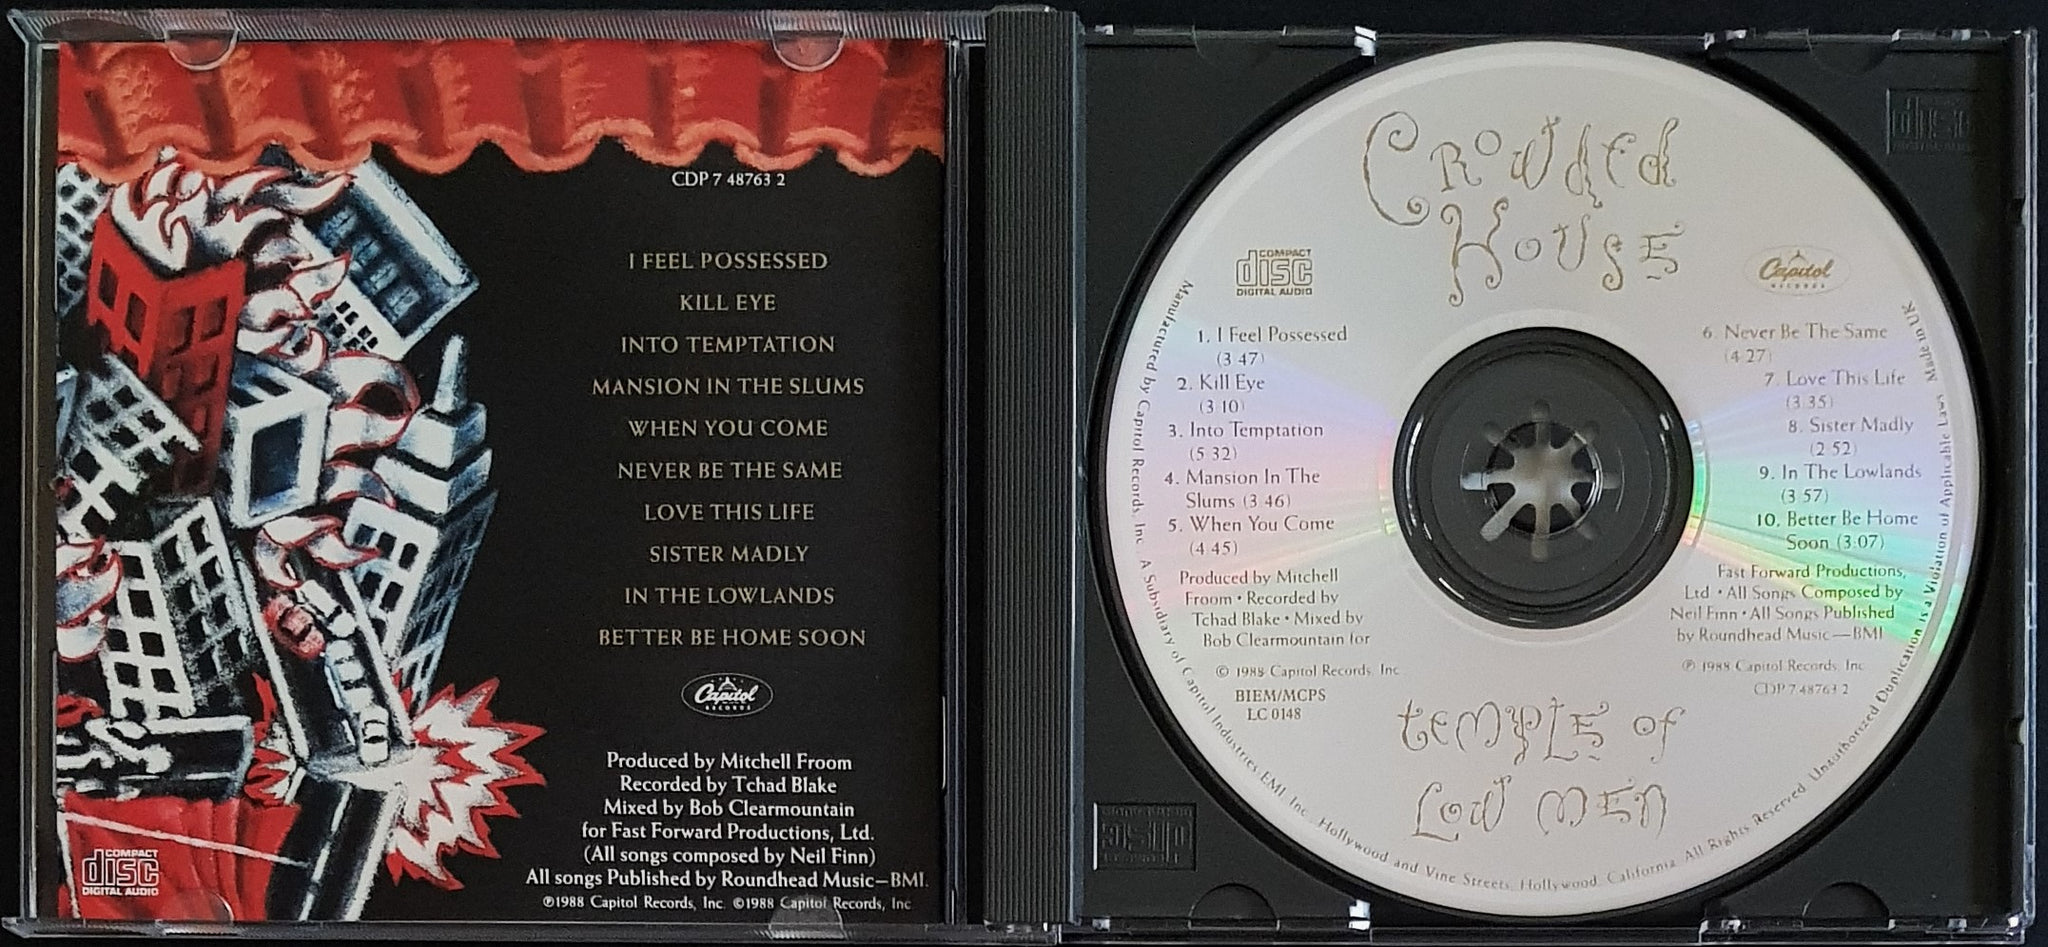 CDP 7 48763 2
I FEEL POSSESSED
KILL EYE
INTO TEMPTATION
MANSION IN THE SLUMS
WHEN YOU COME
NEVER BE THE SAME
LOVE THIS LIFE
SISTER MADLY
IN THE LOWLANDS
BETTER BE HOME SOON
Capitol
RECORDS
Produced by Mitchell Froom
Recorded by Tchad Blake
Mixed by Bob Clearmountain
for Fast Forward Productions, Ltd.
(All songs composed by Neil Finn)
All songs Published by Roundhead Music—BMI.
℗1988 Capitol Records, Inc. ©1988 Capitol Records, Inc.
COMPACT
disc
DIGITAL AUDIO
CROWdEd
HOUSE
COMPACT
disc
DIGITAL AUDIO
Capitol
RECORDS
1. I Feel Possessed
(3 47)
2. Kill Eye
(3 10)
3. Into Temptation
(5 32)
4. Mansion In The
Slums (3 46)
5. When You Come
(4 45)
6. Never Be The Same
(4 27)
7. Love This Life
(3 35)
8. Sister Madly
(2 52)
9. In The Lowlands
(3 57)
10. Better Be Home
Soon (3:07)
Produced by Mitchell
Froom • Recorded by
Tchad Blake • Mixed by
Bob Clearmountain for
Fast Forward Productions,
Ltd. • All Songs Composed by
Neil Finn • All Songs Published
by Roundhead Music—BMI
© 1988 Capitol Records, Inc
BIEM/MCPS
LC 0148
℗ 1988 Capitol Records, Inc
CDP 7 48763 2
tEMPLE of
LOW MEN
Manufactured by Capitol Records, Inc. A Subsidiary of Capitol Industries EMI, Inc. Hollywood and Vine Streets, Hollywood, California. All Rights Reserved. Unauthorized Duplication is a Violation of Applicable Laws. Made in UK
disc
disc